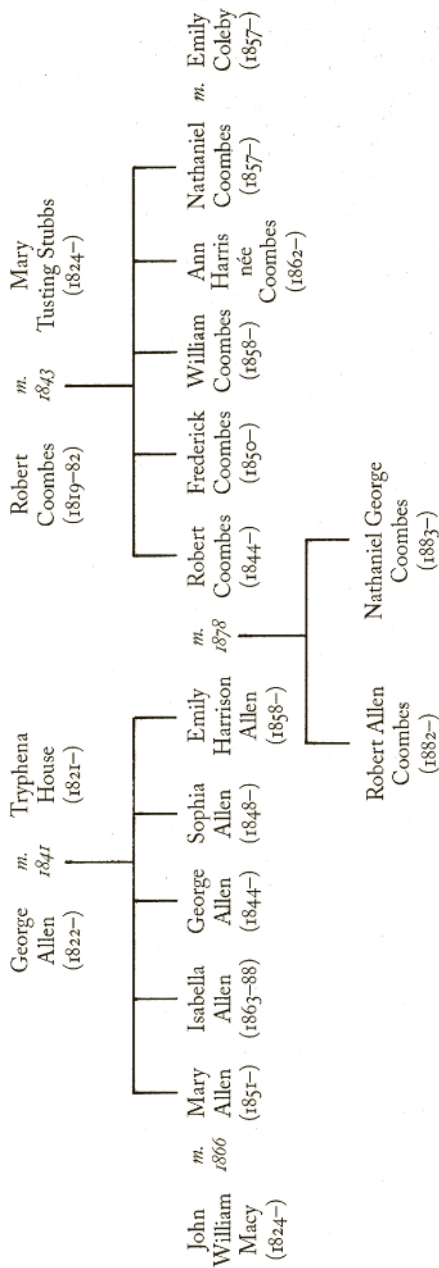 George
Allen
(1822–)
m.
1841
Tryphena
House
(1821–)
Robert
Coombes
(1819–82)
m.
1843
Mary
Tusting Stubbs
(1824–)
John
William
Macy
(1824–)
m.
1866
Mary
Allen
(1851–)
Isabella
Allen
(1863–88)
George
Allen
(1844–)
Sophia
Allen
(1848–)
Emily
Harrison
Allen
(1858–)
m.
1878
Robert
Coombes
(1844–)
Frederick
Coombes
(1850–)
William
Coombes
(1858–)
Ann
Harris
née
Coombes
(1862–)
Nathaniel
Coombes
(1857–)
m.
Emily
Coleby
(1857–)
Robert Allen
Coombes
(1882–)
Nathaniel George
Coombes
(1883–)